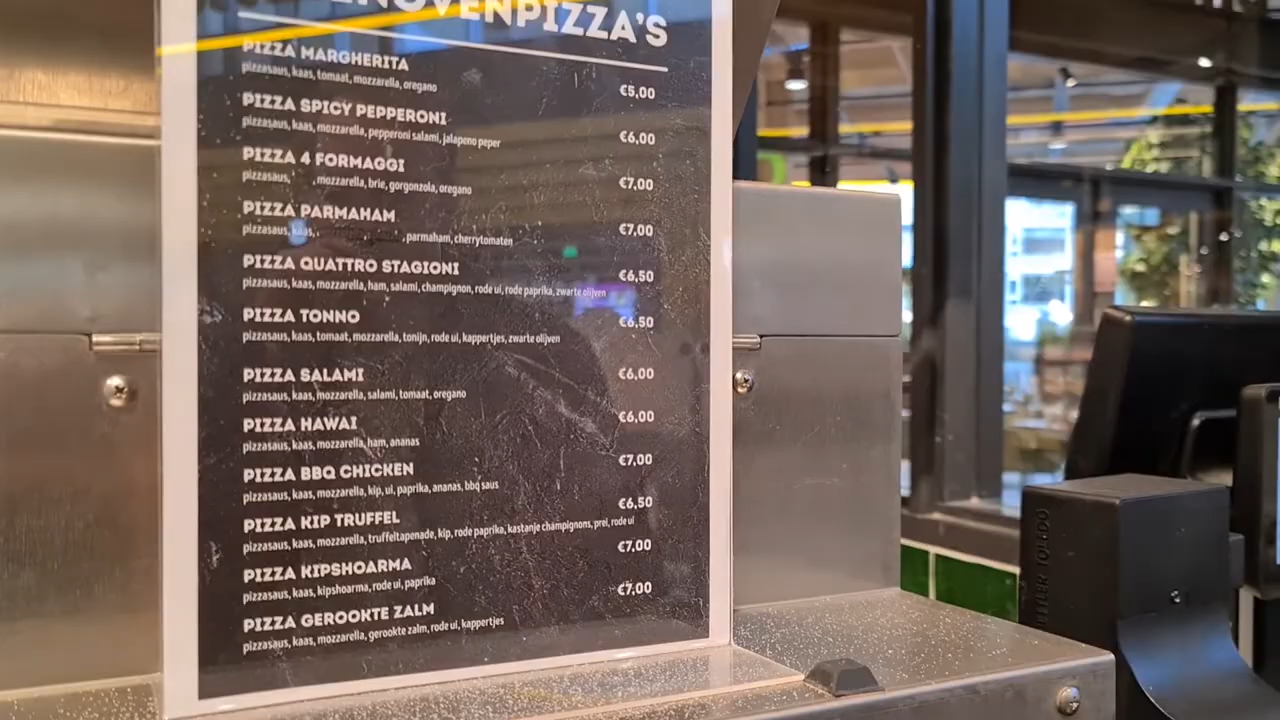 ENOVENPIZZA'S
PIZZA MARGHERITA
pizzasaus, kaas, tomaat, mozzarella, oregano
€5,00
PIZZA SPICY PEPPERONI
pizzasaus, kaas, mozzarella, pepperoni salami, jalapeno peper
€6,00
PIZZA 4 FORMAGGI
pizzasaus, , mozzarella, brie, gorgonzola, oregano
€7,00
PIZZA PARMAHAM
pizzasaus, kaas, , parmaham, cherrytomaten
€7,00
PIZZA QUATTRO STAGIONI
pizzasaus, kaas, mozzarella, ham, salami, champignon, rode ui, rode paprika, zwarte olijven
€6,50
PIZZA TONNO
pizzasaus, kaas, tomaat, mozzarella, tonijn, rode ui, kappertjes, zwarte olijven
€6,50
PIZZA SALAMI
pizzasaus, kaas, mozzarella, salami, tomaat, oregano
€6,00
PIZZA HAWAI
pizzasaus, kaas, mozzarella, ham, ananas
€6,00
PIZZA BBQ CHICKEN
pizzasaus, kaas, mozzarella, kip, ui, paprika, ananas, bbq saus
€7,00
PIZZA KIP TRUFFEL
pizzasaus, kaas, mozzarella, truffeltapenade, kip, rode paprika, kastanje champignons, prei, rode ui
€6,50
PIZZA KIPSHOARMA
pizzasaus, kaas, kipshoarma, rode ui, paprika
€7,00
PIZZA GEROOKTE ZALM
pizzasaus, kaas, mozzarella, gerookte zalm, rode ui, kappertjes
€7,00
TOLEDO